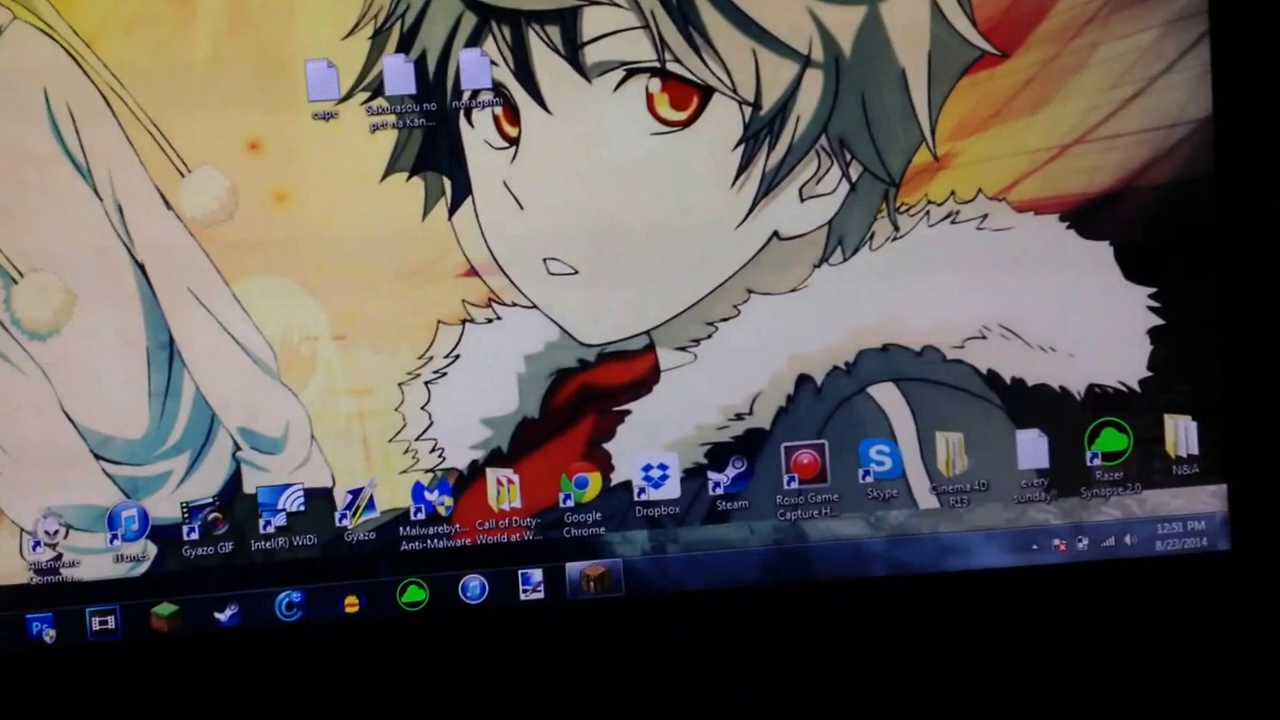 cape
Sakurasou no
pet na Kan...
noragami
Alienware
Comma...
iTunes
Gyazo GIF
Intel(R) WiDi
Gyazo
Malwarebyt...
Anti-Malware
Call of Duty-
World at W...
Google
Chrome
Dropbox
Steam
Roxio Game
Capture H...
S
Skype
Cinema 4D
R13
every
sunday
Razer
Synapse 2.0
N&A
12:51 PM
8/23/2014
Ps